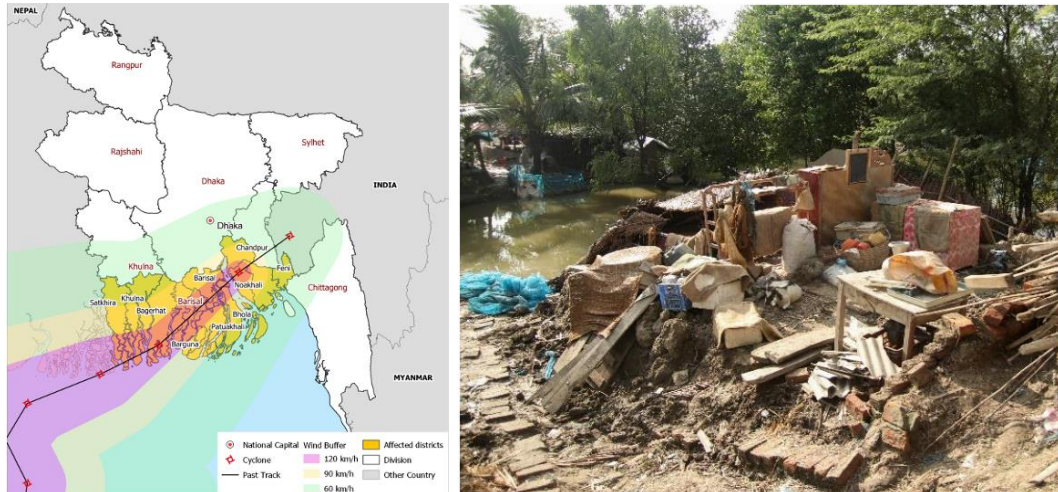 NEPAL
Rangpur
Rajshahi
Sylhet
Dhaka
INDIA
Dhaka
Chandpur
Khulna
Barisal
Feni
Noakhali
Chittagong
Satkhira
Khulna
Barisal
Bagerhat
Bhola
Patuakhali
Barguna
MYANMAR
National Capital
Wind Buffer
Affected districts
Cyclone
120 km/h
Division
Past Track
90 km/h
Other Country
60 km/h